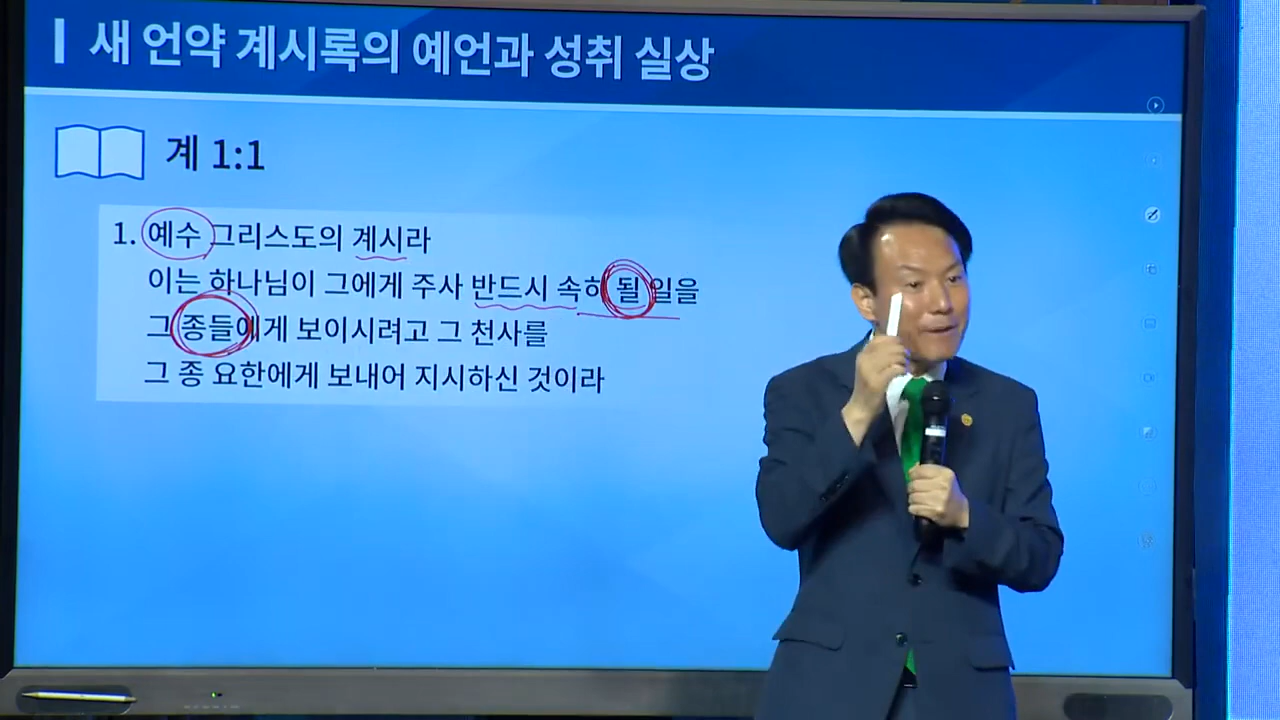 새 언약 계시록의 예언과 성취 실상
계 1:1
1. 예수 그리스도의 계시라
이는 하나님이 그에게 주사 반드시 속히 될 일을
그 종들에게 보이시려고 그 천사를
그 종 요한에게 보내어 지시하신 것이라